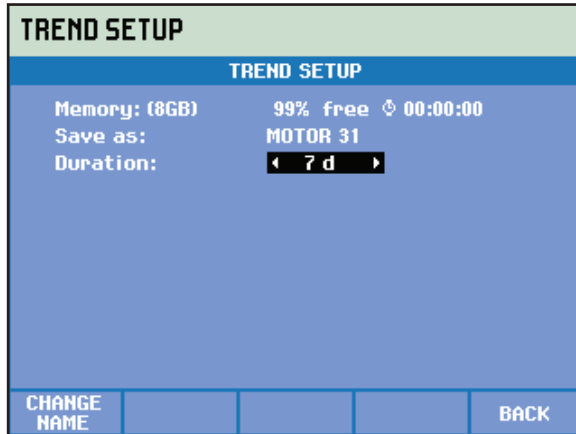 TREND SETUP
TREND SETUP
Memory: (8GB) 99% free ⏱ 00:00:00
Save as: MOTOR 31
Duration: 7 d
CHANGE NAME
BACK